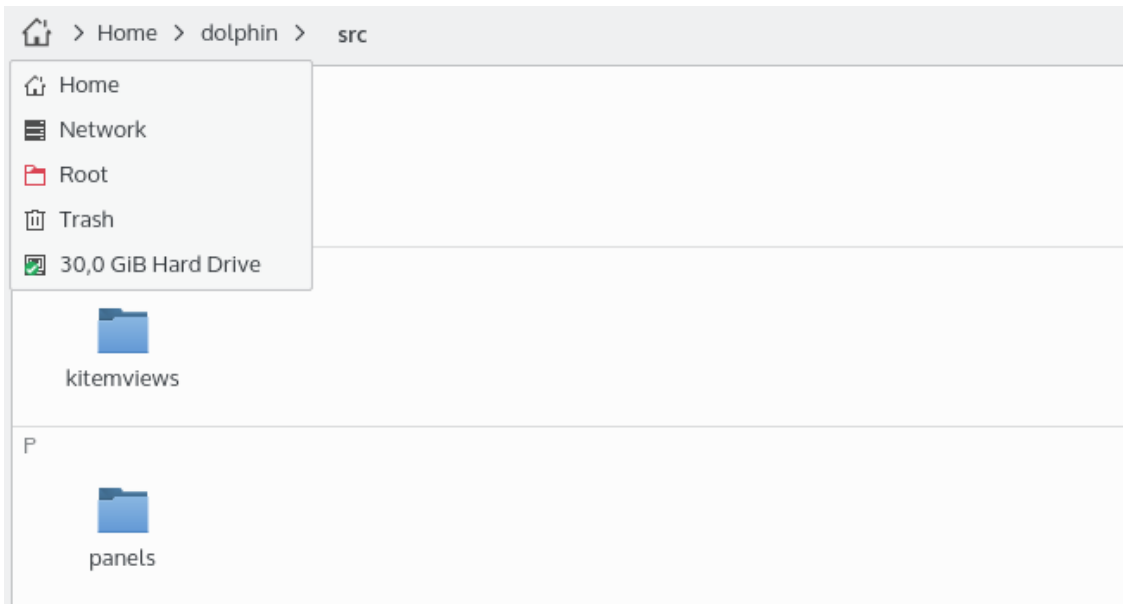 > Home > dolphin > src
Home
Network
Root
Trash
30,0 GiB Hard Drive
kitemviews
P
panels